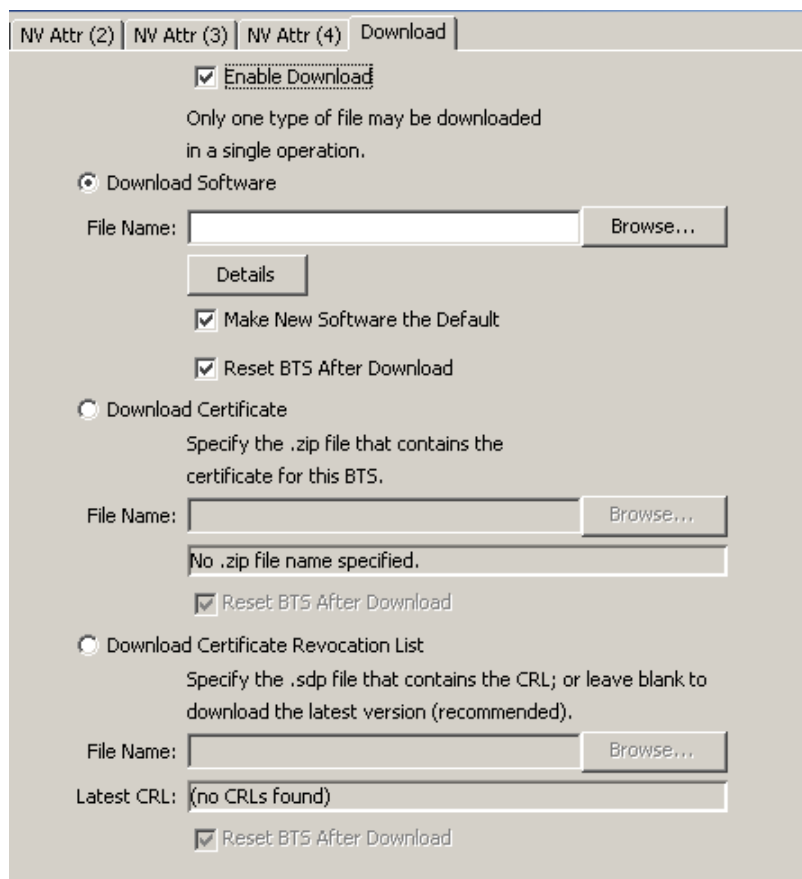 NV Attr (2) NV Attr (3) NV Attr (4) Download
Enable Download
Only one type of file may be downloaded
in a single operation.
Download Software
File Name: Browse...
Details
Make New Software the Default
Reset BTS After Download
Download Certificate
Specify the .zip file that contains the
certificate for this BTS.
File Name: Browse...
No .zip file name specified.
Reset BTS After Download
Download Certificate Revocation List
Specify the .sdp file that contains the CRL; or leave blank to
download the latest version (recommended).
File Name: Browse...
Latest CRL: (no CRLs found)
Reset BTS After Download